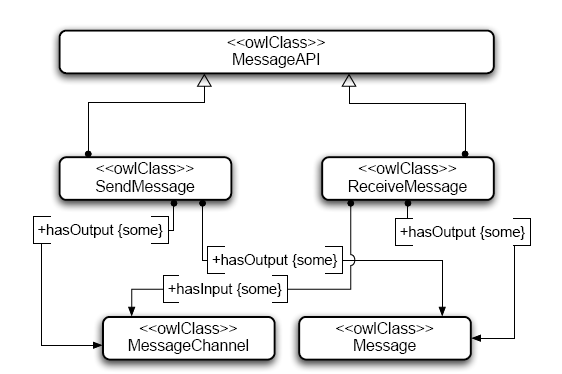 <<owlClass>>
MessageAPI
<<owlClass>>
SendMessage
<<owlClass>>
ReceiveMessage
+hasOutput {some}
+hasOutput {some}
+hasOutput {some}
+hasInput {some}
<<owlClass>>
MessageChannel
<<owlClass>>
Message